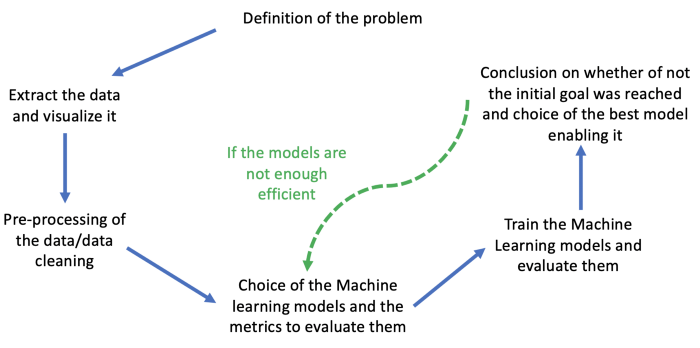 Definition of the problem
Extract the data
and visualize it
Pre-processing of
the data/data
cleaning
Choice of the Machine
learning models and the
metrics to evaluate them
Train the Machine
Learning models and
evaluate them
Conclusion on whether of not
the initial goal was reached
and choice of the best model
enabling it
If the models are
not enough
efficient